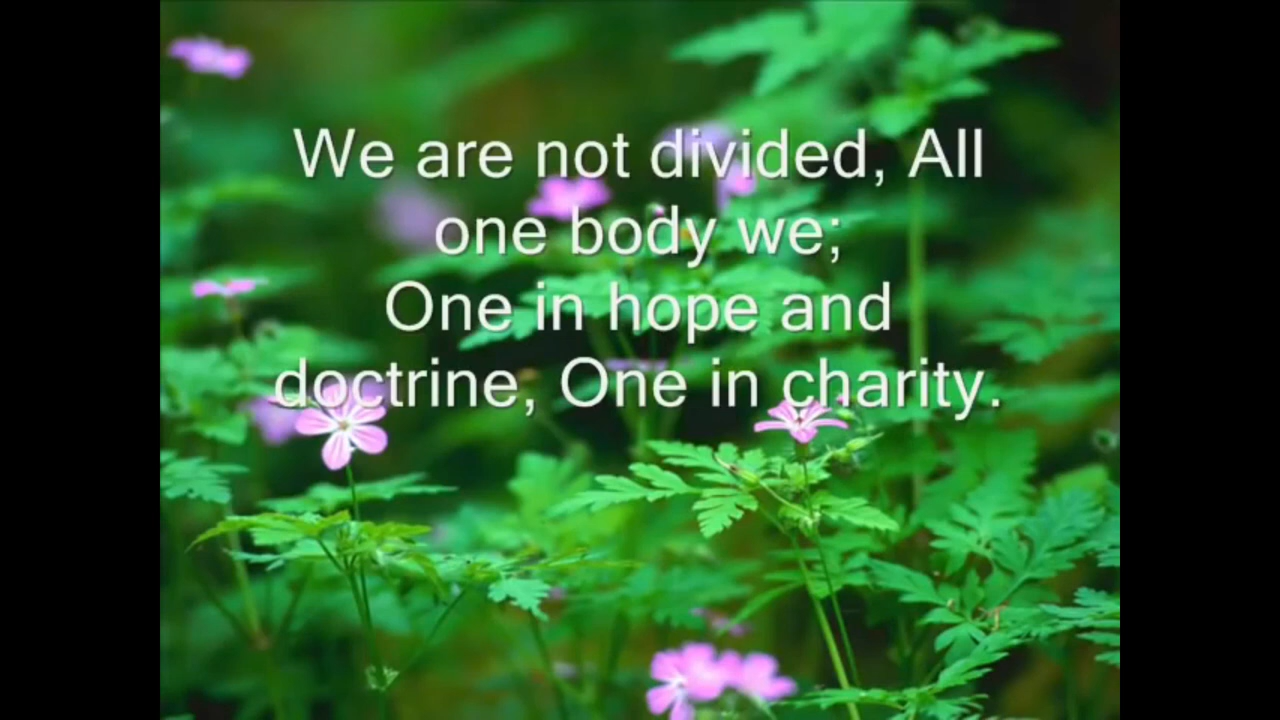 We are not divided, All
one body we;
One in hope and
doctrine, One in charity.